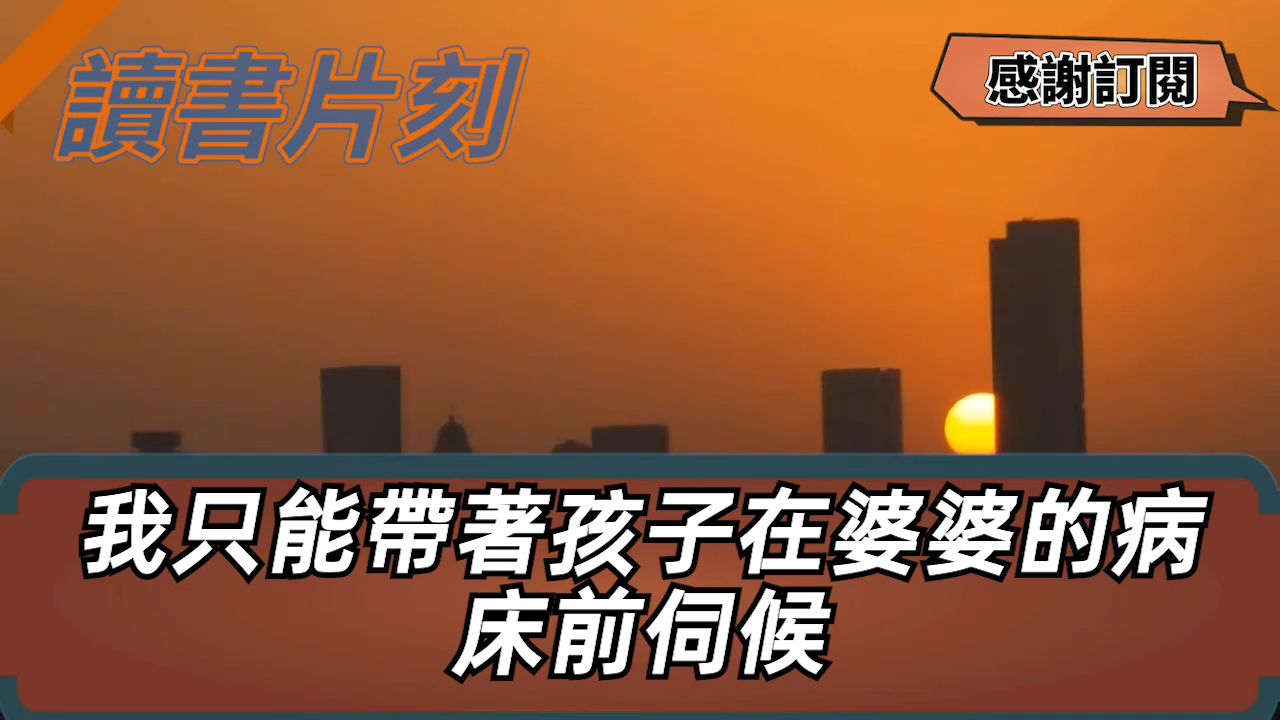 讀書片刻
感謝訂閱
我只能帶著孩子在婆婆的病
床前伺候